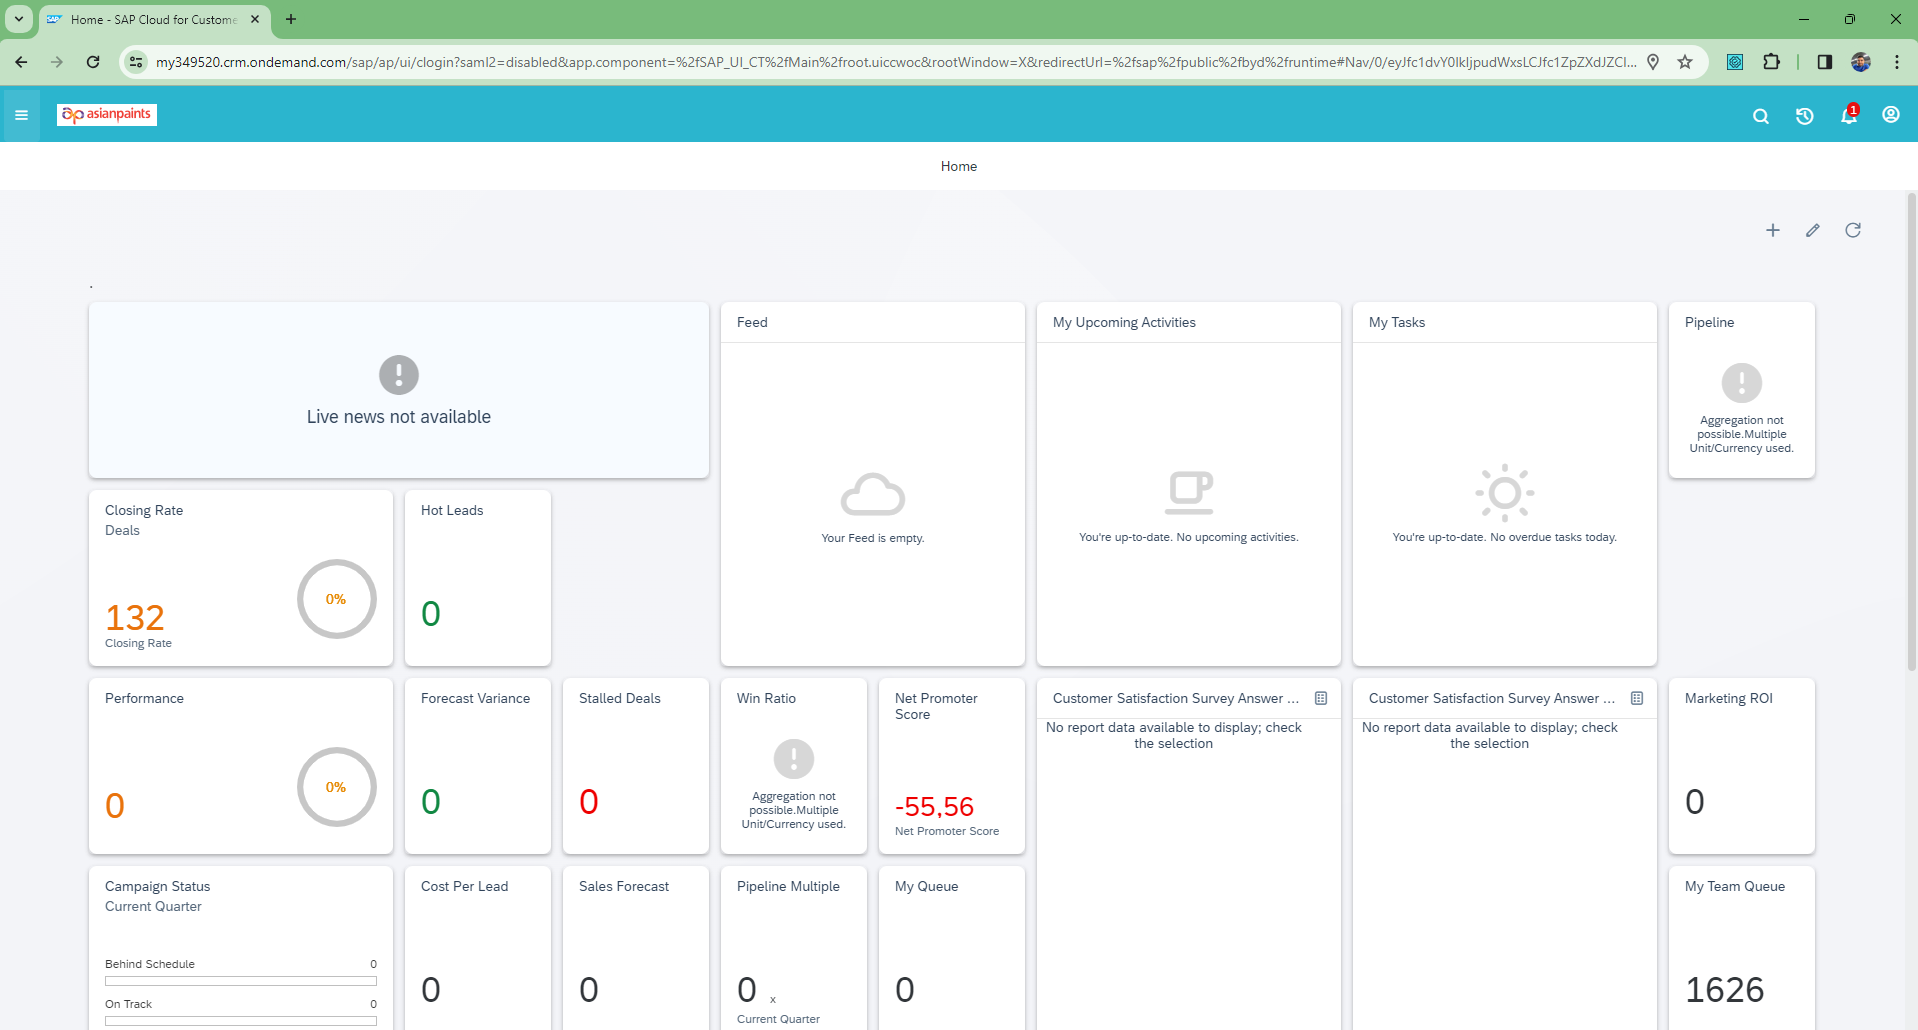 Home - SAP Cloud for Custome
my349520.crm.ondemand.com/sap/ap/ui/clogin?saml2=disabled&app.component=%2fSAP_UI_CT%2fMain%2froot.uiccwoc&rootWindow=X&redirectUrl=%2fsap%2fpublic%2fbyd%2fruntime#Nav/0/eyJfc1dvY0lkIjpudWxsLCJfc1ZpZXdJZCI...
asianpaints
1
Home
.
Live news not available
Feed
Your Feed is empty.
My Upcoming Activities
You're up-to-date. No upcoming activities.
My Tasks
You're up-to-date. No overdue tasks today.
Pipeline
Aggregation not
possible.Multiple
Unit/Currency used.
Closing Rate
Deals
132
Closing Rate
0%
Hot Leads
0
Performance
0
0%
Forecast Variance
0
Stalled Deals
0
Win Ratio
Aggregation not
possible.Multiple
Unit/Currency used.
Net Promoter
Score
-55,56
Net Promoter Score
Customer Satisfaction Survey Answer ...
No report data available to display; check
the selection
Customer Satisfaction Survey Answer ...
No report data available to display; check
the selection
Marketing ROI
0
Campaign Status
Current Quarter
Behind Schedule 0
On Track 0
Cost Per Lead
0
Sales Forecast
0
Pipeline Multiple
0 x
Current Quarter
My Queue
0
My Team Queue
1626